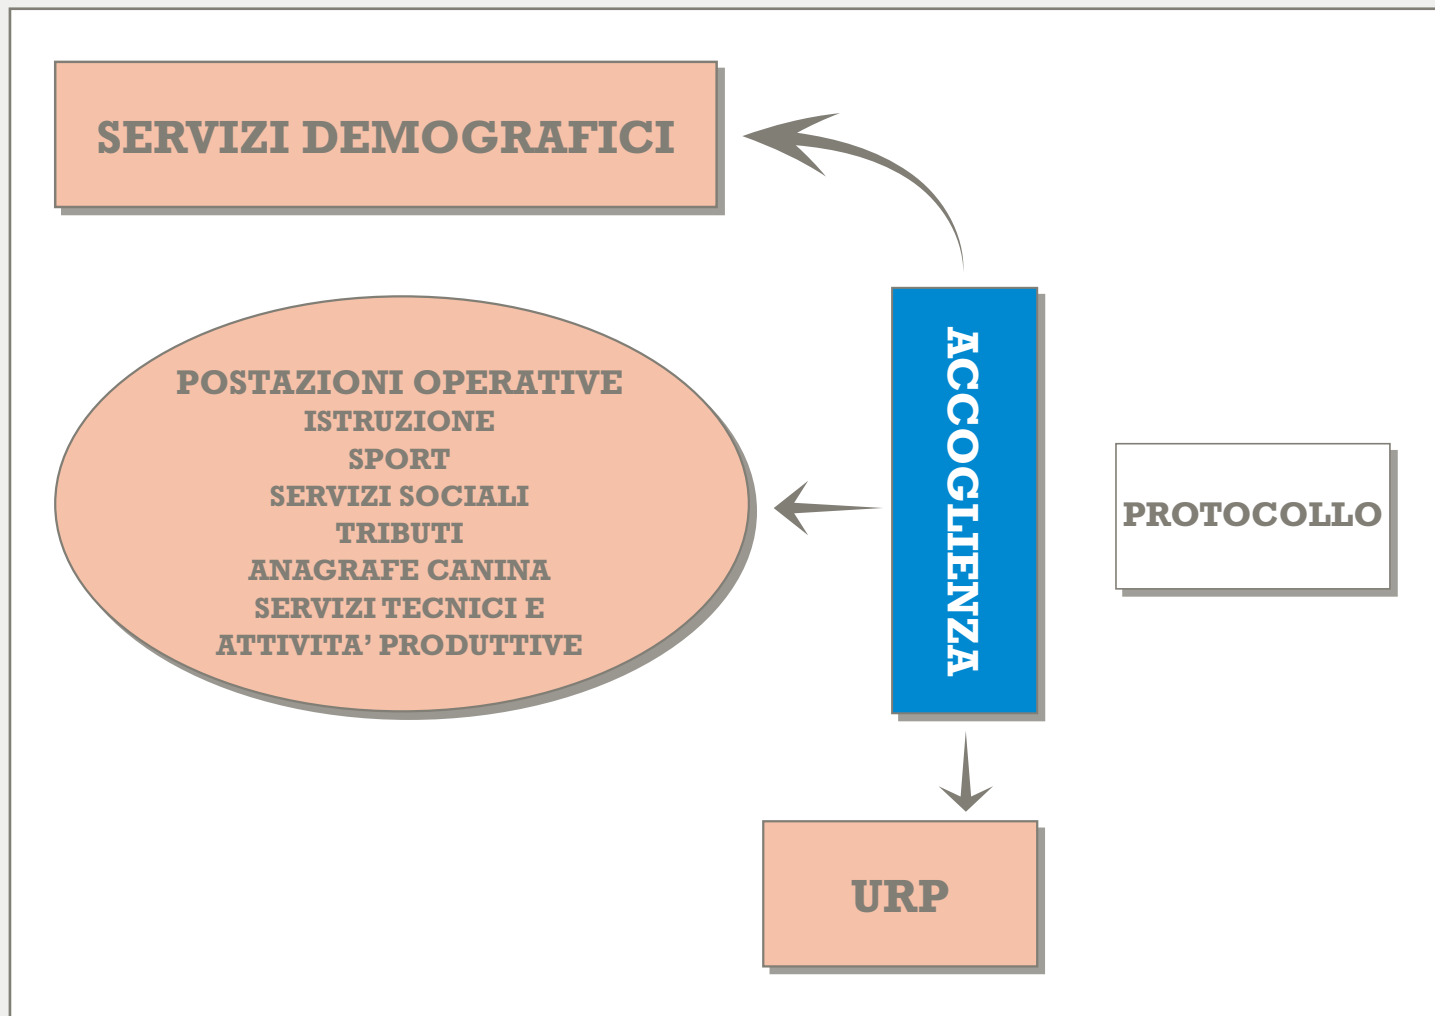 SERVIZI DEMOGRAFICI
POSTAZIONI OPERATIVE
ISTRUZIONE
SPORT
SERVIZI SOCIALI
TRIBUTI
ANAGRAFE CANINA
SERVIZI TECNICI E
ATTIVITA’ PRODUTTIVE
ACCOGLIENZA
PROTOCOLLO
URP